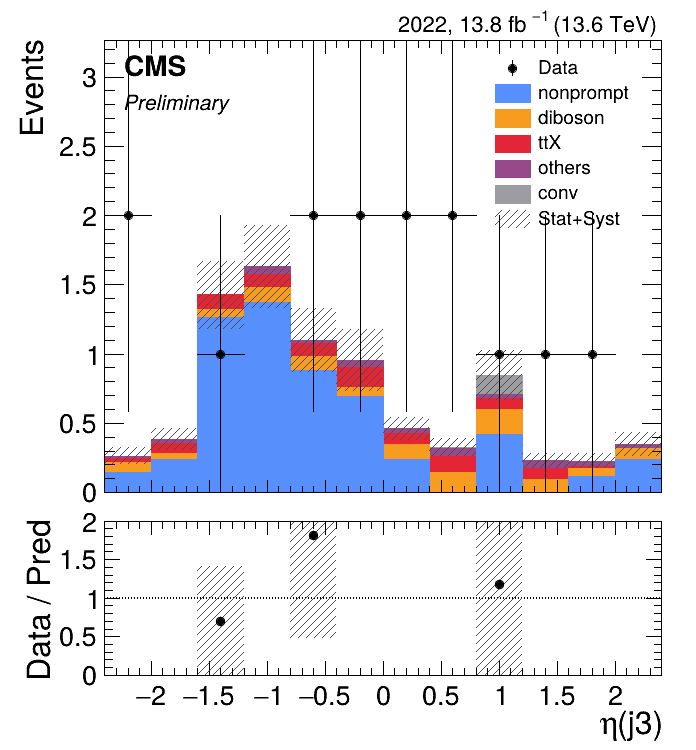 2022, 13.8 fb⁻¹ (13.6 TeV)
Events
CMS
Preliminary
Data
nonprompt
diboson
ttX
others
conv
Stat+Syst
3
2.5
2
1.5
1
0.5
0
Data / Pred
2
1.5
1
0.5
0
−2 −1.5 −1 −0.5 0 0.5 1 1.5 2
η(j3)